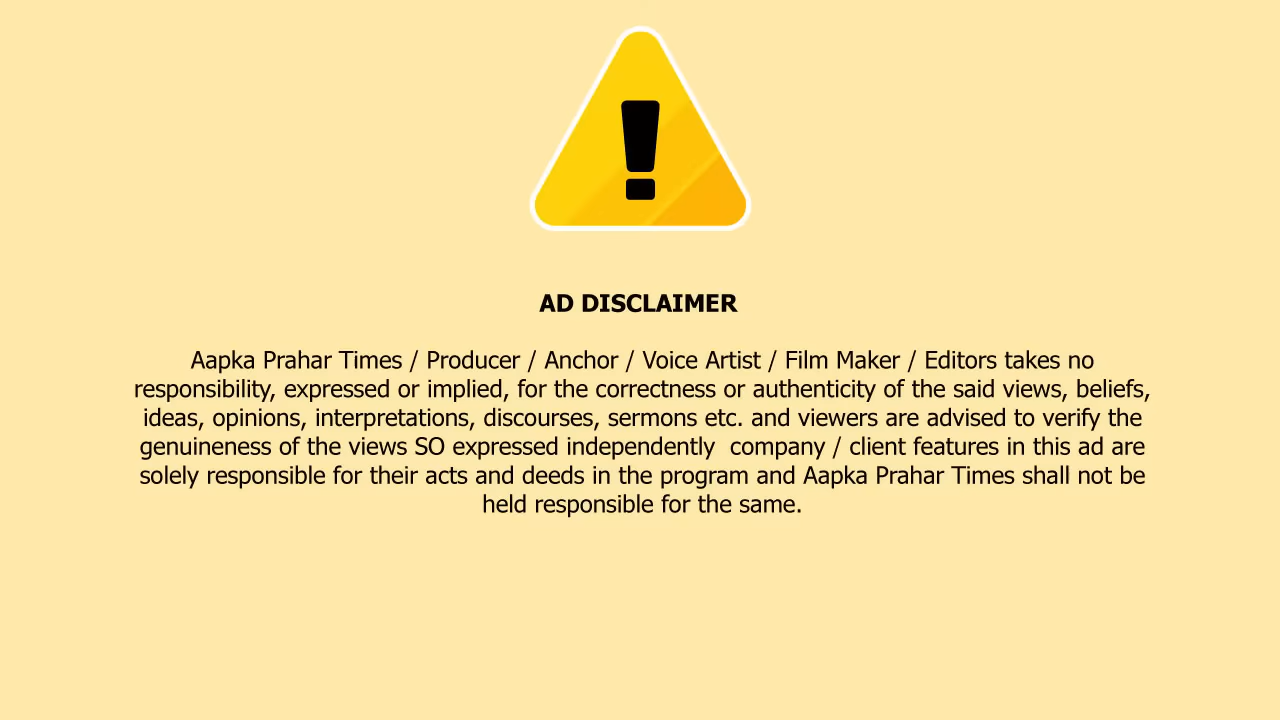 AD DISCLAIMER
Aapka Prahar Times / Producer / Anchor / Voice Artist / Film Maker / Editors takes no
responsibility, expressed or implied, for the correctness or authenticity of the said views, beliefs,
ideas, opinions, interpretations, discourses, sermons etc. and viewers are advised to verify the
genuineness of the views SO expressed independently  company / client features in this ad are
solely responsible for their acts and deeds in the program and Aapka Prahar Times shall not be
held responsible for the same.